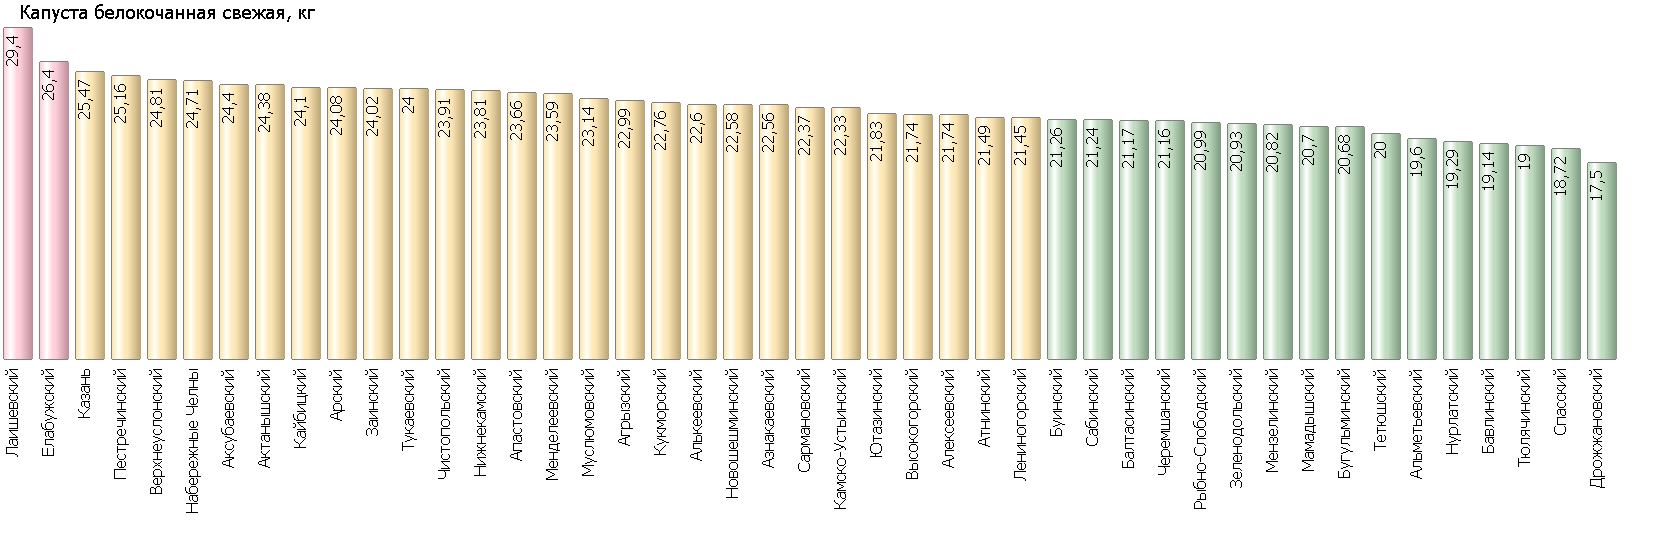 Капуста белокочанная свежая, кг
29,4
26,4
25,47
25,16
24,81
24,71
24,4
24,38
24,1
24,08
24,02
24
23,91
23,81
23,66
23,59
23,14
22,99
22,76
22,6
22,58
22,56
22,37
22,33
21,83
21,74
21,74
21,49
21,45
21,26
21,24
21,17
21,16
20,99
20,93
20,82
20,7
20,68
20
19,6
19,29
19,14
19
18,72
17,5
Лаишевский
Елабужский
Казань
Пестречинский
Верхнеуслонский
Набережные Челны
Аксубаевский
Актанышский
Кайбицкий
Арский
Заинский
Тукаевский
Чистопольский
Нижнекамский
Апастовский
Менделеевский
Муслюмовский
Агрызский
Кукморский
Алькеевский
Новошешминский
Азнакаевский
Сармановский
Камско-Устьинский
Ютазинский
Высокогорский
Алексеевский
Атнинский
Лениногорский
Буинский
Сабинский
Балтасинский
Черемшанский
Рыбно-Слободский
Зеленодольский
Мензелинский
Мамадышский
Бугульминский
Тетюшский
Альметьевский
Нурлатский
Бавлинский
Тюлячинский
Спасский
Дрожжановский